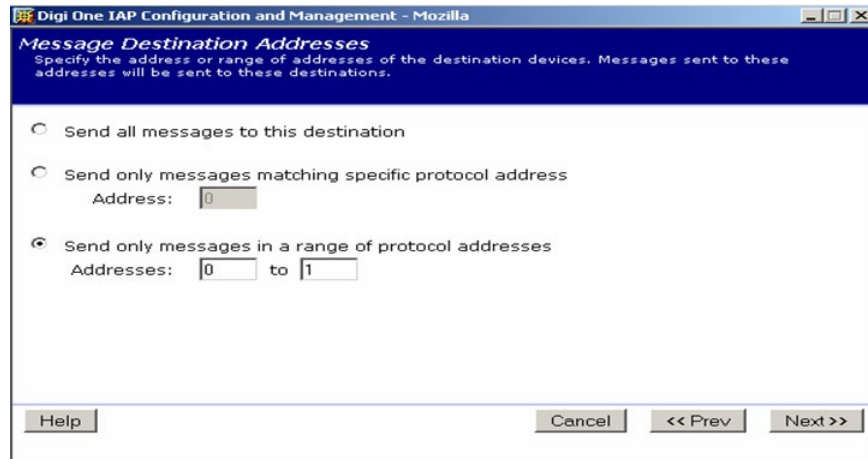 Digi One IAP Configuration and Management - Mozilla
Message Destination Addresses
Specify the address or range of addresses of the destination devices. Messages sent to these
addresses will be sent to these destinations.
Send all messages to this destination
Send only messages matching specific protocol address
Address: 0
Send only messages in a range of protocol addresses
Addresses: 0 to 1
Help Cancel << Prev Next >>